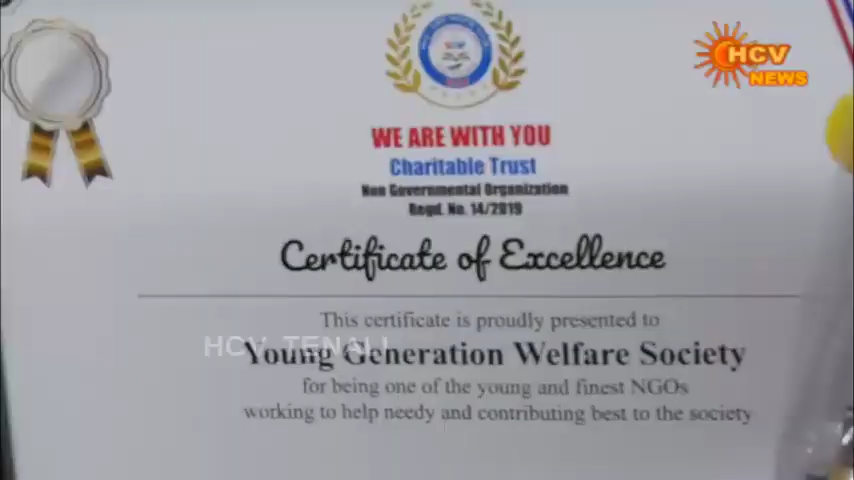 HCV
NEWS
WE ARE WITH YOU
Charitable Trust
Non Governmental Organization
Regd. No. 14/2019
Certificate of Excellence
This certificate is proudly presented to
HCV TENALI
Young Generation Welfare Society
for being one of the young and finest NGOs
working to help needy and contributing best to the society